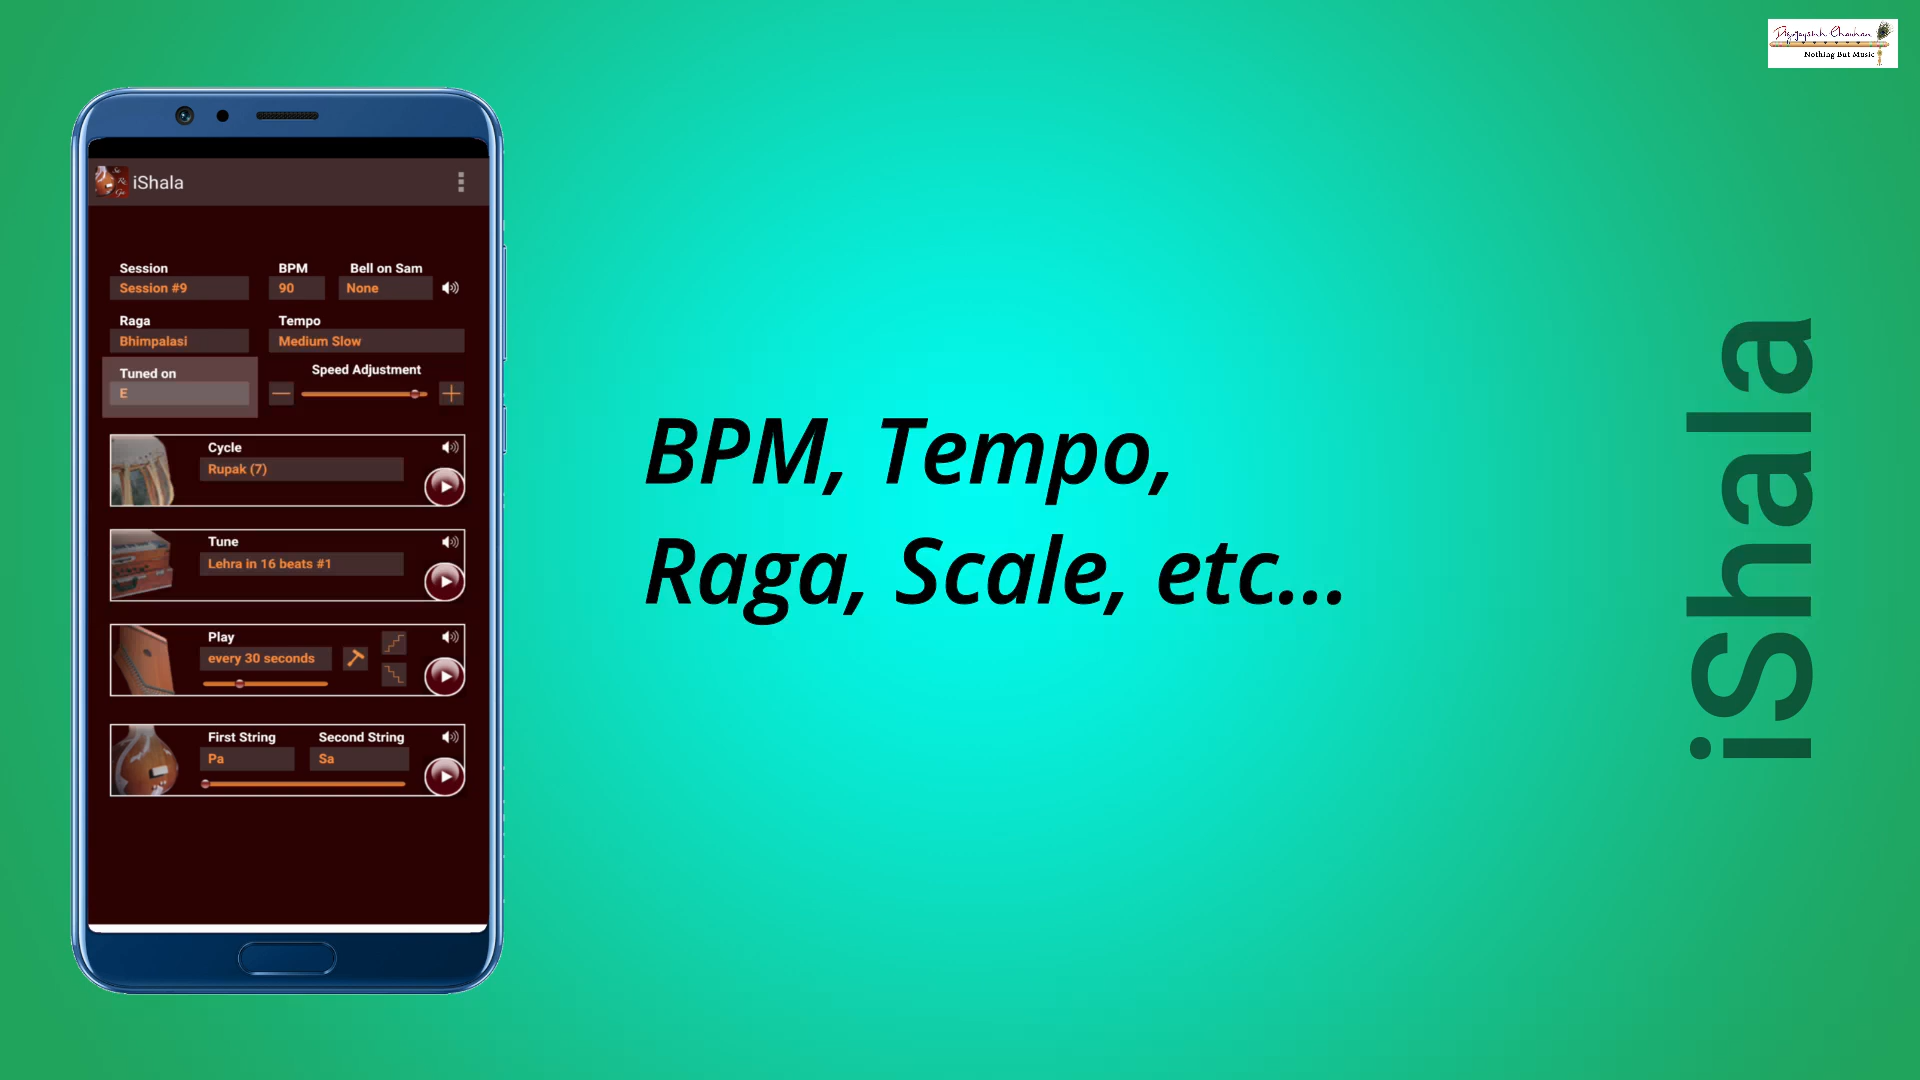 Nothing But Music
iShala
Session
BPM
Bell on Sam
Session #9
90
None
Raga
Tempo
Bhimpalasi
Medium Slow
Tuned on
Speed Adjustment
E
Cycle
Rupak (7)
Tune
Lehra in 16 beats #1
Play
every 30 seconds
First String
Second String
Pa
Sa
BPM, Tempo,
Raga, Scale, etc...
iShala